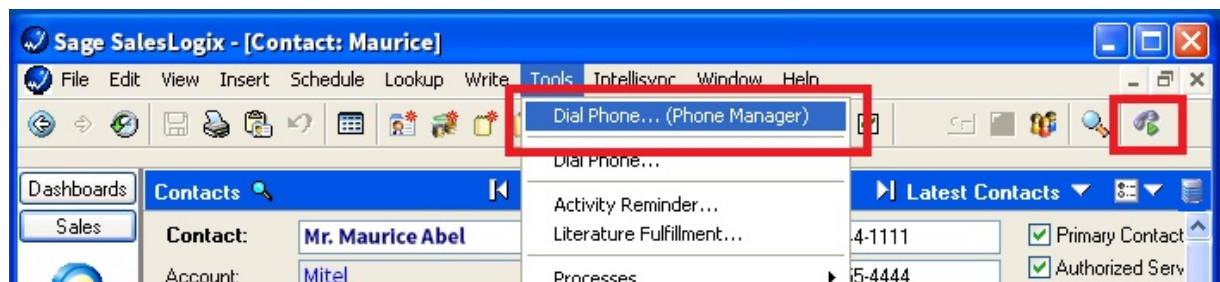 Sage SalesLogix - [Contact: Maurice]
File Edit View Insert Schedule Lookup Write Tools Intellisync Window Help
Dial Phone... (Phone Manager)
Dial Phone...
Dashboards Contacts Latest Contacts
Activity Reminder...
Sales Contact: Mr. Maurice Abel Literature Fulfillment... 4-1111 Primary Contact
Account: Mitel Processes 5-4444 Authorized Serv